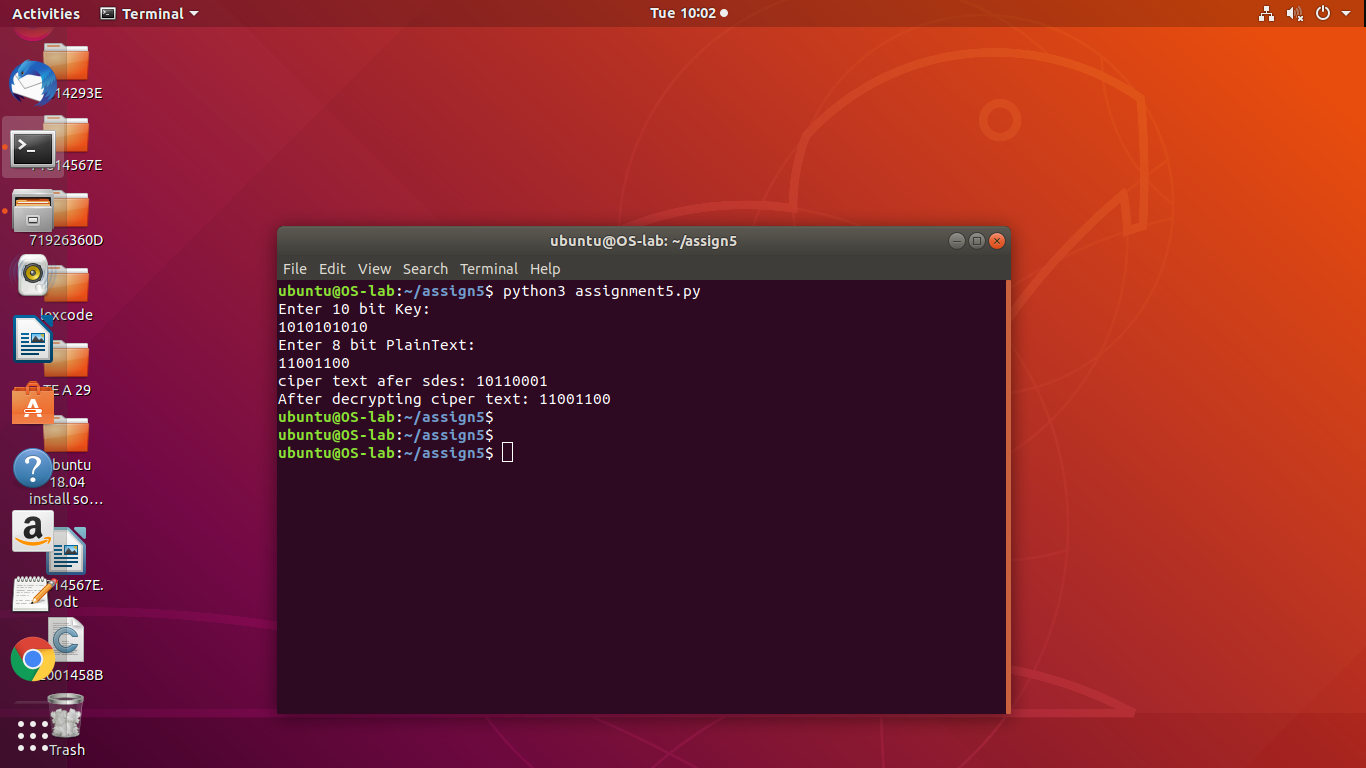 Activities Terminal Tue 10:02
14293E
14567E
71926360D
lexcode
TE A 29
buntu
18.04
install so...
14567E.
odt
001458B
Trash
ubuntu@OS-lab: ~/assign5
File Edit View Search Terminal Help
ubuntu@OS-lab:~/assign5$ python3 assignment5.py
Enter 10 bit Key:
1010101010
Enter 8 bit PlainText:
11001100
ciper text afer sdes: 10110001
After decrypting ciper text: 11001100
ubuntu@OS-lab:~/assign5$
ubuntu@OS-lab:~/assign5$
ubuntu@OS-lab:~/assign5$